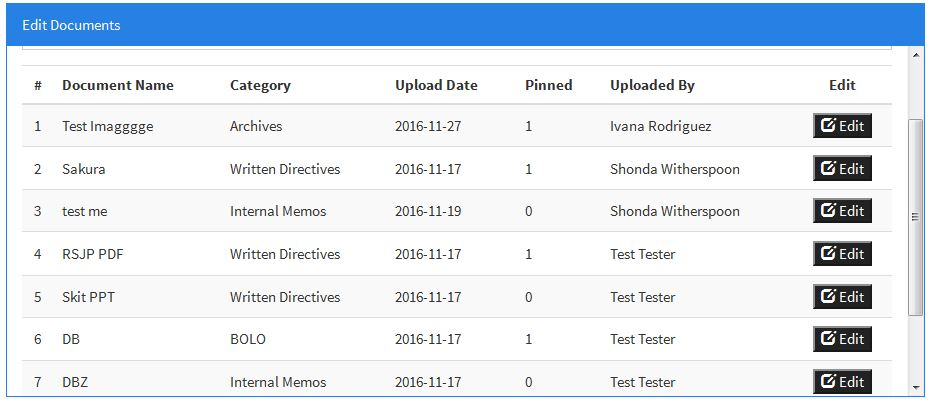 Edit Documents
# Document Name Category Upload Date Pinned Uploaded By Edit
1 Test Imagggge Archives 2016-11-27 1 Ivana Rodriguez Edit
2 Sakura Written Directives 2016-11-17 1 Shonda Witherspoon Edit
3 test me Internal Memos 2016-11-19 0 Shonda Witherspoon Edit
4 RSJP PDF Written Directives 2016-11-17 1 Test Tester Edit
5 Skit PPT Written Directives 2016-11-17 0 Test Tester Edit
6 DB BOLO 2016-11-17 1 Test Tester Edit
7 DBZ Internal Memos 2016-11-17 0 Test Tester Edit